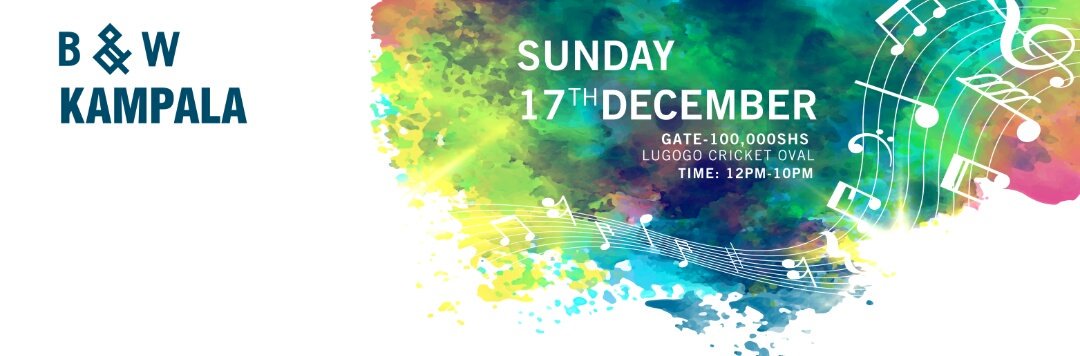 B & W
KAMPALA
SUNDAY
17TH DECEMBER
GATE-100,000SHS
LUGOGO CRICKET OVAL
TIME: 12PM-10PM